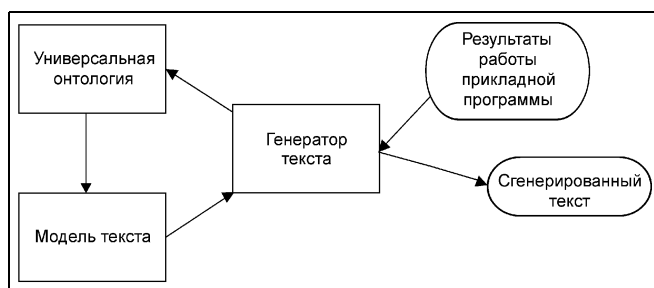 Универсальная
онтология
Результаты
работы
прикладной
программы
Генератор
текста
Сгенерированный
текст
Модель текста